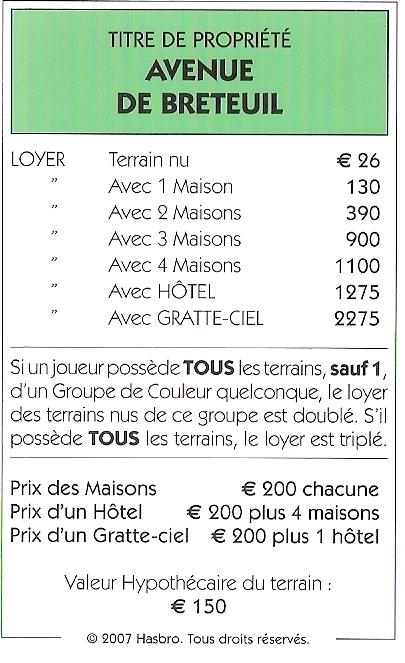 TITRE DE PROPRIÉTÉ
AVENUE
DE BRETEUIL
LOYER Terrain nu € 26
” Avec 1 Maison 130
” Avec 2 Maisons 390
” Avec 3 Maisons 900
” Avec 4 Maisons 1100
” Avec HÔTEL 1275
” Avec GRATTE-CIEL 2275
Si un joueur possède TOUS les terrains, sauf 1,
d'un Groupe de Couleur quelconque, le loyer
des terrains nus de ce groupe est doublé. S'il
possède TOUS les terrains, le loyer est triplé.
Prix des Maisons € 200 chacune
Prix d'un Hôtel € 200 plus 4 maisons
Prix d'un Gratte-ciel € 200 plus 1 hôtel
Valeur Hypothécaire du terrain :
€ 150
© 2007 Hasbro. Tous droits réservés.